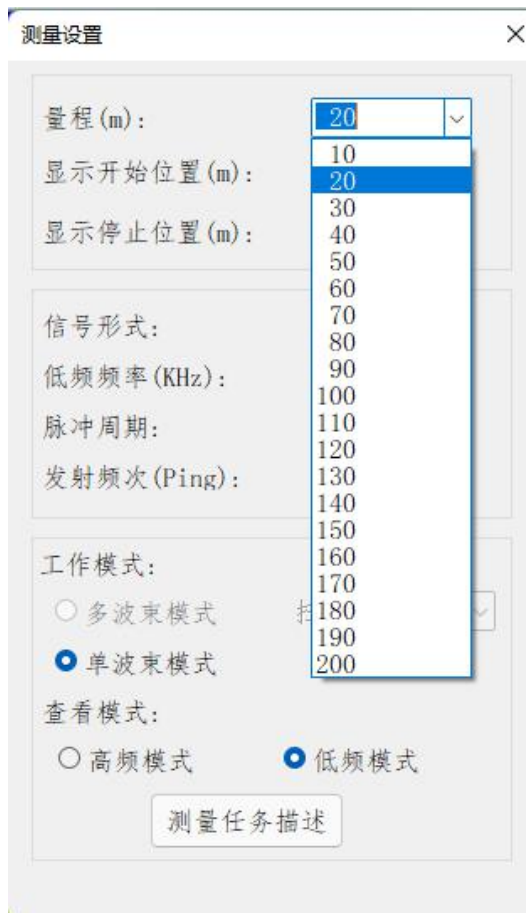 测量设置
量程(m): 20
10
显示开始位置(m): 20
30
显示停止位置(m): 40
50
60
信号形式: 70
80
低频频率(KHz): 90
100
脉冲周期: 110
120
发射频次(Ping): 130
140
150
工作模式: 160
170
多波束模式 180
190
单波束模式 200
查看模式:
高频模式 低频模式
测量任务描述